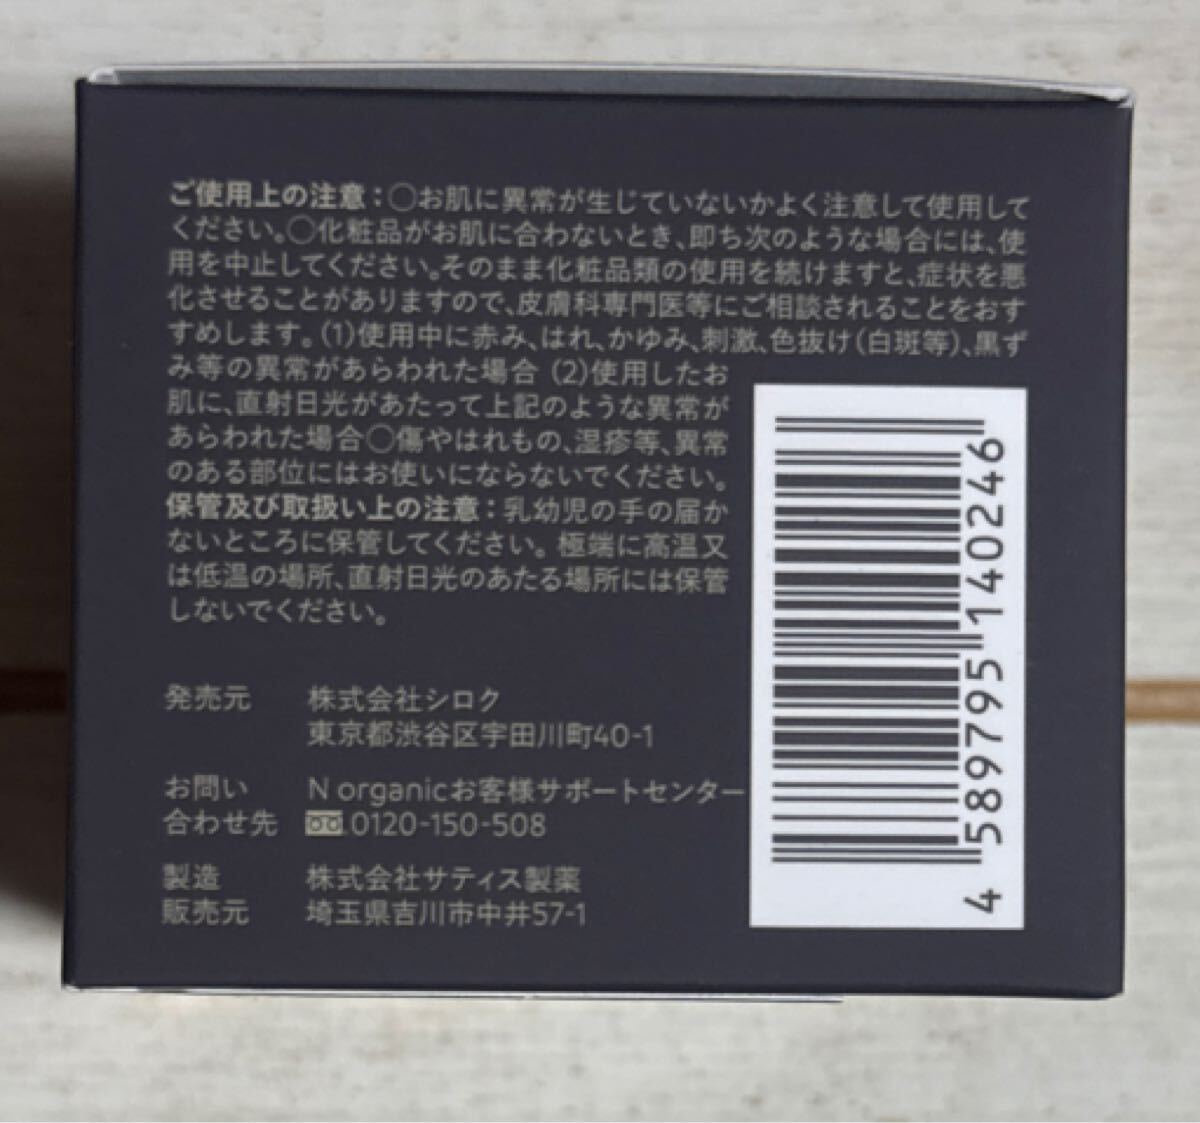 ご使用上の注意：○お肌に異常が生じていないかよく注意して使用して
ください。○化粧品がお肌に合わないとき、即ち次のような場合には、使
用を中止してください。そのまま化粧品類の使用を続けますと、症状を悪
化させることがありますので、皮膚科専門医等にご相談されることをおす
すめします。（1）使用中に赤み、はれ、かゆみ、刺激、色抜け（白斑等）、黒ず
み等の異常があらわれた場合（2）使用したお
肌に、直射日光があたって上記のような異常が
あらわれた場合○傷やはれもの、湿疹等、異常
のある部位にはお使いにならないでください。
保管及び取扱い上の注意：乳幼児の手の届か
ないところに保管してください。極端に高温又
は低温の場所、直射日光のあたる場所には保管
しないでください。
発売元 株式会社シロク
東京都渋谷区宇田川町40-1
お問い N organicお客様サポートセンター
合わせ先 0120-150-508
製造 株式会社サティス製薬
販売元 埼玉県吉川市中井57-1
4 589795 140246